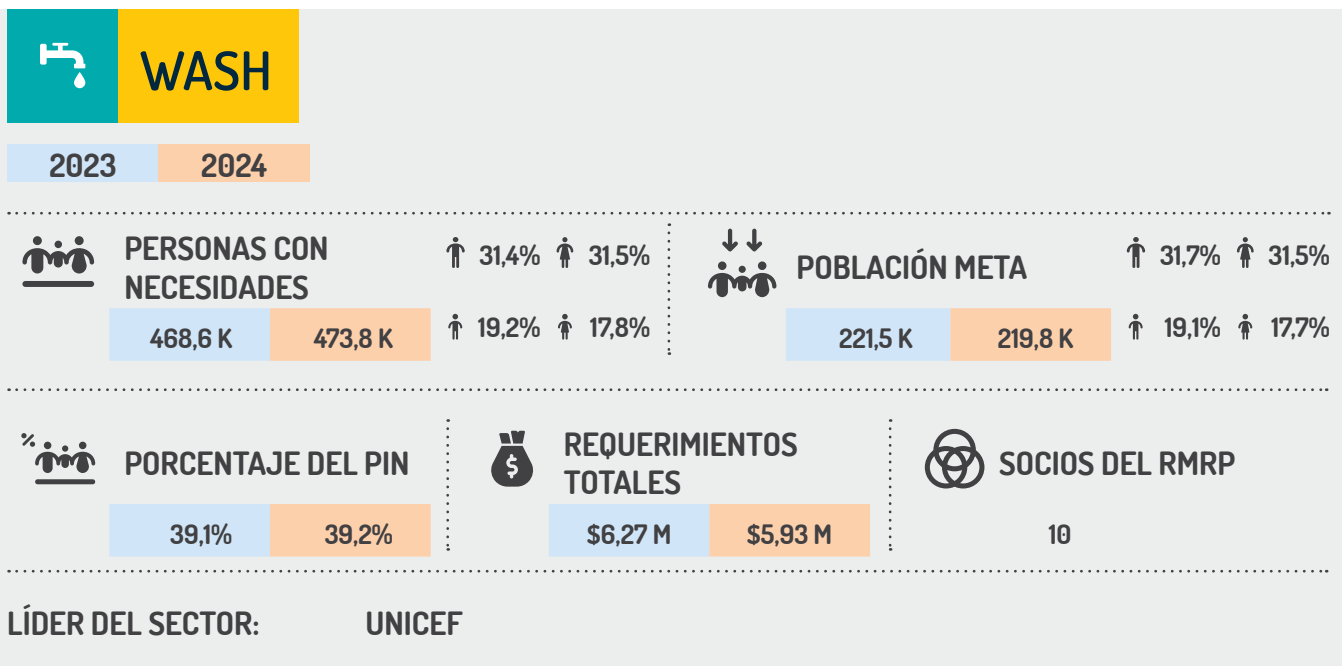 WASH
2023 2024
PERSONAS CON
NECESIDADES
468,6 K 473,8 K
31,4% 31,5%
19,2% 17,8%
POBLACIÓN META
221,5 K 219,8 K
31,7% 31,5%
19,1% 17,7%
% PORCENTAJE DEL PIN
39,1% 39,2%
$ REQUERIMIENTOS
TOTALES
$6,27 M $5,93 M
SOCIOS DEL RMRP
10
LÍDER DEL SECTOR: UNICEF